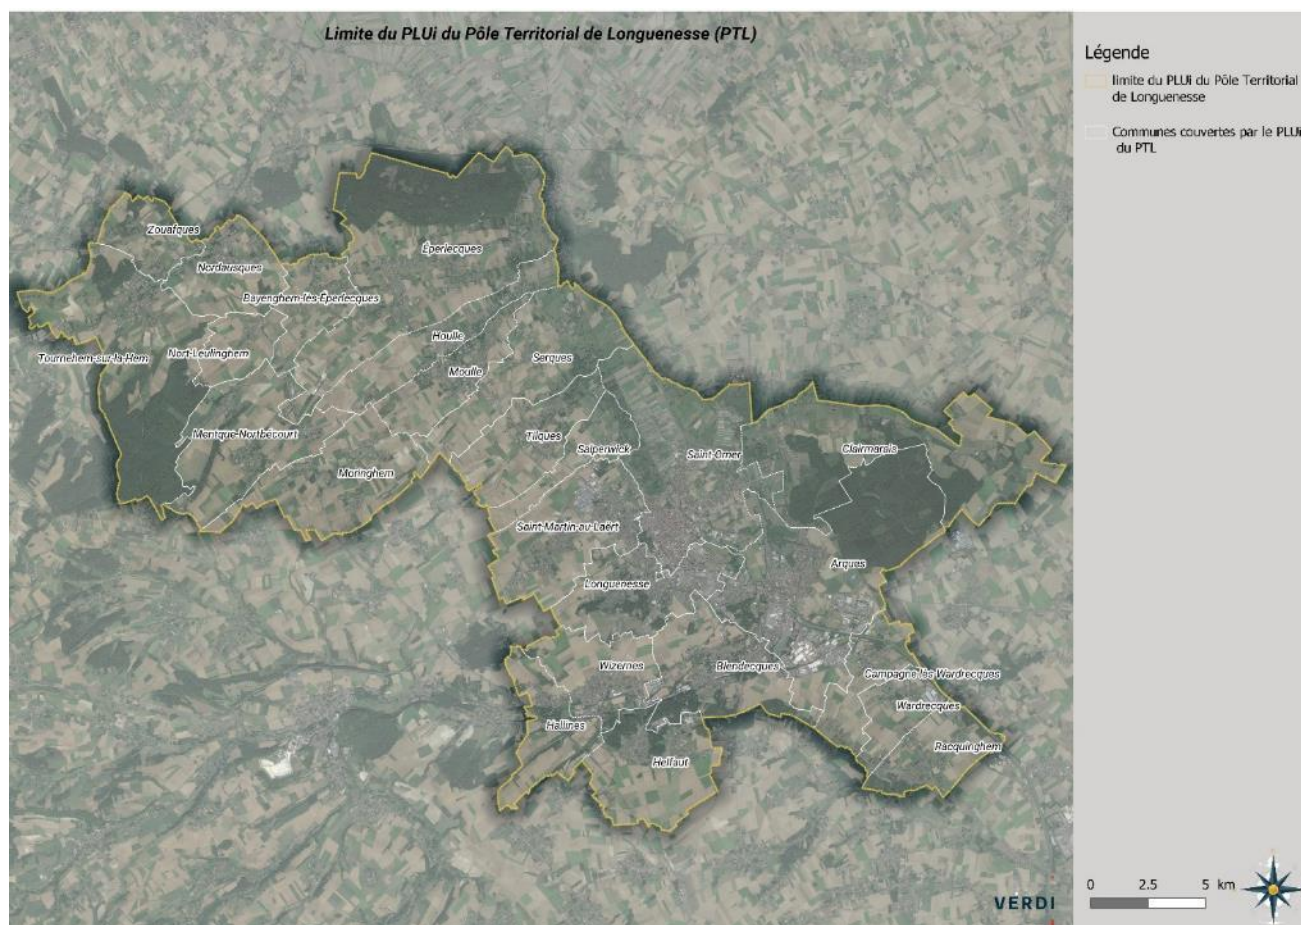 Limite du PLUi du Pôle Territorial de Longuenesse (PTL)
Légende
limite du PLUi du Pôle Territorial
de Longuenesse
Communes couvertes par le PLUi
du PTL
Zouafques
Éperlecques
Nordausques
Bayenghem-lès-Éperlecques
Houlle
Tournehem-sur-la-Hem
Nort-Leulinghem
Serques
Moulle
Mentque-Nortbécourt
Tilques
Salperwick
Saint-Omer
Clairmarais
Moringhem
Saint-Martin-au-Laërt
Arques
Longuenesse
Wizernes
Blendecques
Campagne-lès-Wardrecques
Wardrecques
Hallines
Racquinghem
Helfaut
0 2.5 5 km
VERDI